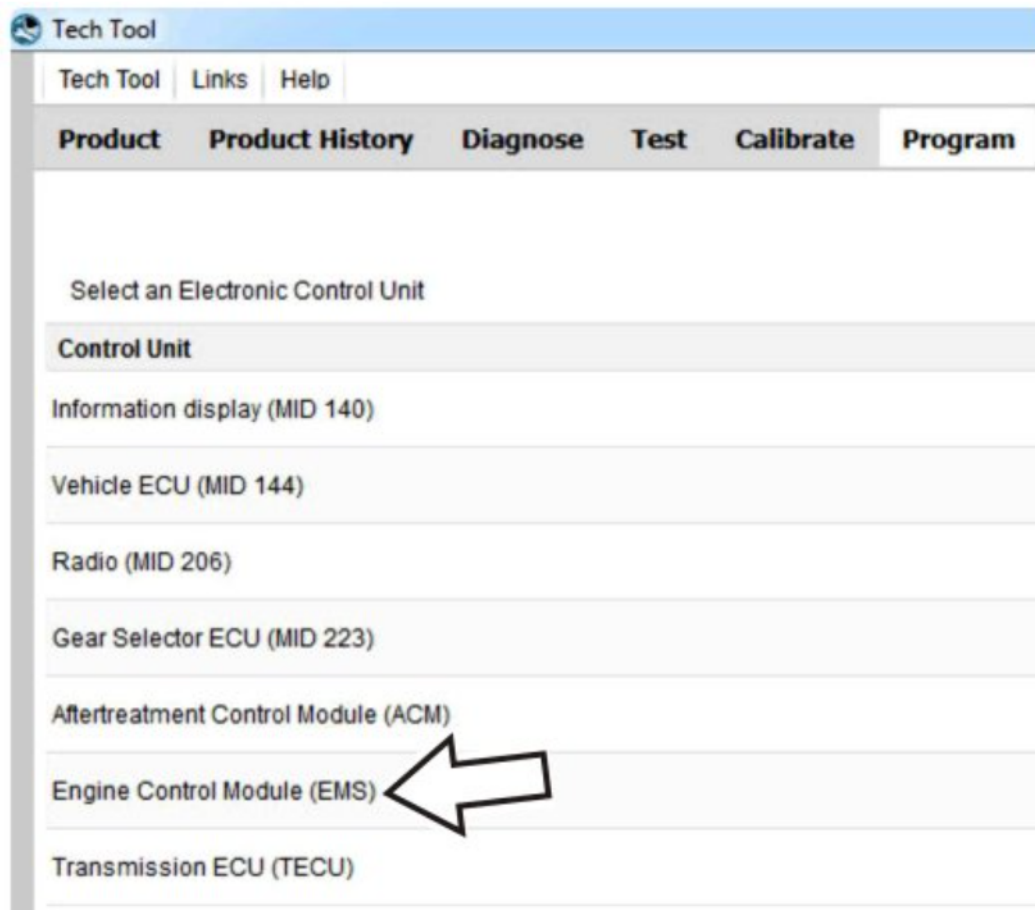 Tech Tool
Tech Tool Links Help
Product Product History Diagnose Test Calibrate Program
Select an Electronic Control Unit
Control Unit
Information display (MID 140)
Vehicle ECU (MID 144)
Radio (MID 206)
Gear Selector ECU (MID 223)
Aftertreatment Control Module (ACM)
Engine Control Module (EMS)
Transmission ECU (TECU)